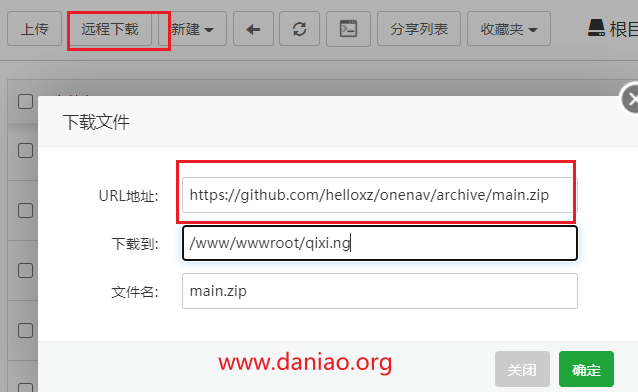 上传 远程下载 新建 分享列表 收藏夹
下载文件
URL地址: https://github.com/helloxz/onenav/archive/main.zip
下载到: /www/wwwroot/qixi.ng
文件名: main.zip
www.daniao.org
关闭 确定